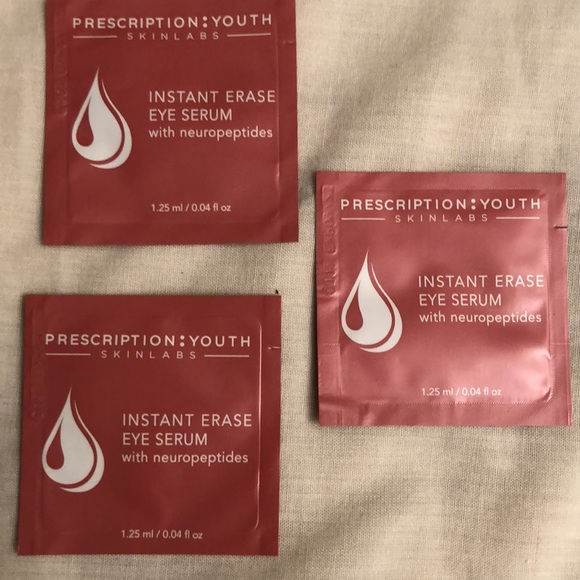 PRESCRIPTION:YOUTH
SKINLABS
INSTANT ERASE
EYE SERUM
with neuropeptides
1.25 ml / 0.04 fl oz
PRESCRIPTION:YOUTH
SKINLABS
INSTANT ERASE
EYE SERUM
with neuropeptides
1.25 ml / 0.04 fl oz
PRESCRIPTION:YOUTH
SKINLABS
INSTANT ERASE
EYE SERUM
with neuropeptides
1.25 ml / 0.04 fl oz